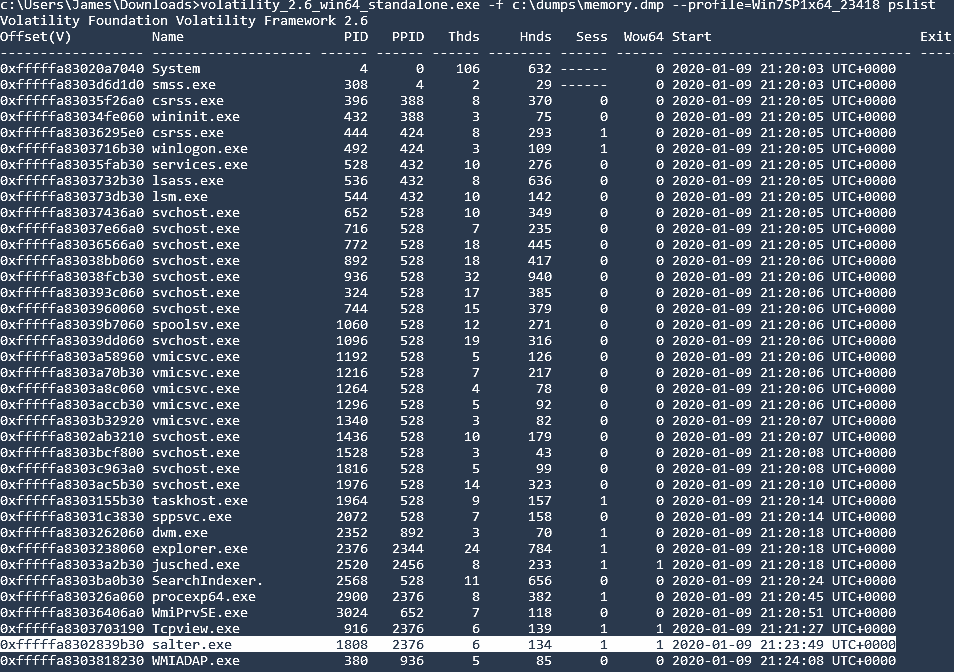 c:\Users\James\Downloads>volatility_2.6_win64_standalone.exe -f c:\dumps\memory.dmp --profile=Win7SP1x64_23418 pslist
Volatility Foundation Volatility Framework 2.6
Offset(V) Name PID PPID Thds Hnds Sess Wow64 Start Exit
------------------ -------------------- ------ ------ ------ -------- ------ ------ ------------------------------ ----
0xfffffa83020a7040 System 4 0 106 632 ------ 0 2020-01-09 21:20:03 UTC+0000
0xfffffa8303d6d1d0 smss.exe 308 4 2 29 ------ 0 2020-01-09 21:20:03 UTC+0000
0xfffffa83035f26a0 csrss.exe 396 388 8 370 0 0 2020-01-09 21:20:05 UTC+0000
0xfffffa83034fe060 wininit.exe 432 388 3 75 0 0 2020-01-09 21:20:05 UTC+0000
0xfffffa83036295e0 csrss.exe 444 424 8 293 1 0 2020-01-09 21:20:05 UTC+0000
0xfffffa8303716b30 winlogon.exe 492 424 3 109 1 0 2020-01-09 21:20:05 UTC+0000
0xfffffa83035fab30 services.exe 528 432 10 276 0 0 2020-01-09 21:20:05 UTC+0000
0xfffffa8303732b30 lsass.exe 536 432 8 636 0 0 2020-01-09 21:20:05 UTC+0000
0xfffffa830373db30 lsm.exe 544 432 10 142 0 0 2020-01-09 21:20:05 UTC+0000
0xfffffa83037436a0 svchost.exe 652 528 10 349 0 0 2020-01-09 21:20:05 UTC+0000
0xfffffa83037e66a0 svchost.exe 716 528 7 235 0 0 2020-01-09 21:20:05 UTC+0000
0xfffffa83036566a0 svchost.exe 772 528 18 445 0 0 2020-01-09 21:20:05 UTC+0000
0xfffffa83038bb060 svchost.exe 892 528 18 417 0 0 2020-01-09 21:20:06 UTC+0000
0xfffffa83038fcb30 svchost.exe 936 528 32 940 0 0 2020-01-09 21:20:06 UTC+0000
0xfffffa830393c060 svchost.exe 324 528 17 385 0 0 2020-01-09 21:20:06 UTC+0000
0xfffffa8303960060 svchost.exe 744 528 15 379 0 0 2020-01-09 21:20:06 UTC+0000
0xfffffa83039b7060 spoolsv.exe 1060 528 12 271 0 0 2020-01-09 21:20:06 UTC+0000
0xfffffa83039dd060 svchost.exe 1096 528 19 316 0 0 2020-01-09 21:20:06 UTC+0000
0xfffffa8303a58960 vmicsvc.exe 1192 528 5 126 0 0 2020-01-09 21:20:06 UTC+0000
0xfffffa8303a70b30 vmicsvc.exe 1216 528 7 217 0 0 2020-01-09 21:20:06 UTC+0000
0xfffffa8303a8c060 vmicsvc.exe 1264 528 4 78 0 0 2020-01-09 21:20:06 UTC+0000
0xfffffa8303accb30 vmicsvc.exe 1296 528 5 92 0 0 2020-01-09 21:20:06 UTC+0000
0xfffffa8303b32920 vmicsvc.exe 1340 528 3 82 0 0 2020-01-09 21:20:07 UTC+0000
0xfffffa8302ab3210 svchost.exe 1436 528 10 179 0 0 2020-01-09 21:20:07 UTC+0000
0xfffffa8303bcf800 svchost.exe 1528 528 3 43 0 0 2020-01-09 21:20:08 UTC+0000
0xfffffa8303c963a0 svchost.exe 1816 528 5 99 0 0 2020-01-09 21:20:08 UTC+0000
0xfffffa8303ac5b30 svchost.exe 1976 528 14 323 0 0 2020-01-09 21:20:10 UTC+0000
0xfffffa8303155b30 taskhost.exe 1964 528 9 157 1 0 2020-01-09 21:20:14 UTC+0000
0xfffffa83031c3830 sppsvc.exe 2072 528 7 158 0 0 2020-01-09 21:20:14 UTC+0000
0xfffffa8303262060 dwm.exe 2352 892 3 70 1 0 2020-01-09 21:20:18 UTC+0000
0xfffffa8303238060 explorer.exe 2376 2344 24 784 1 0 2020-01-09 21:20:18 UTC+0000
0xfffffa83033a2b30 jusched.exe 2520 2456 8 233 1 1 2020-01-09 21:20:18 UTC+0000
0xfffffa8303ba0b30 SearchIndexer. 2568 528 11 656 0 0 2020-01-09 21:20:24 UTC+0000
0xfffffa830326a060 procexp64.exe 2900 2376 8 382 1 0 2020-01-09 21:20:45 UTC+0000
0xfffffa83036406a0 WmiPrvSE.exe 3024 652 7 118 0 0 2020-01-09 21:20:51 UTC+0000
0xfffffa8303703190 Tcpview.exe 916 2376 6 139 1 1 2020-01-09 21:21:27 UTC+0000
0xfffffa8302839b30 salter.exe 1808 2376 6 134 1 1 2020-01-09 21:23:49 UTC+0000
0xfffffa8303818230 WMIADAP.exe 380 936 5 85 0 0 2020-01-09 21:24:08 UTC+0000